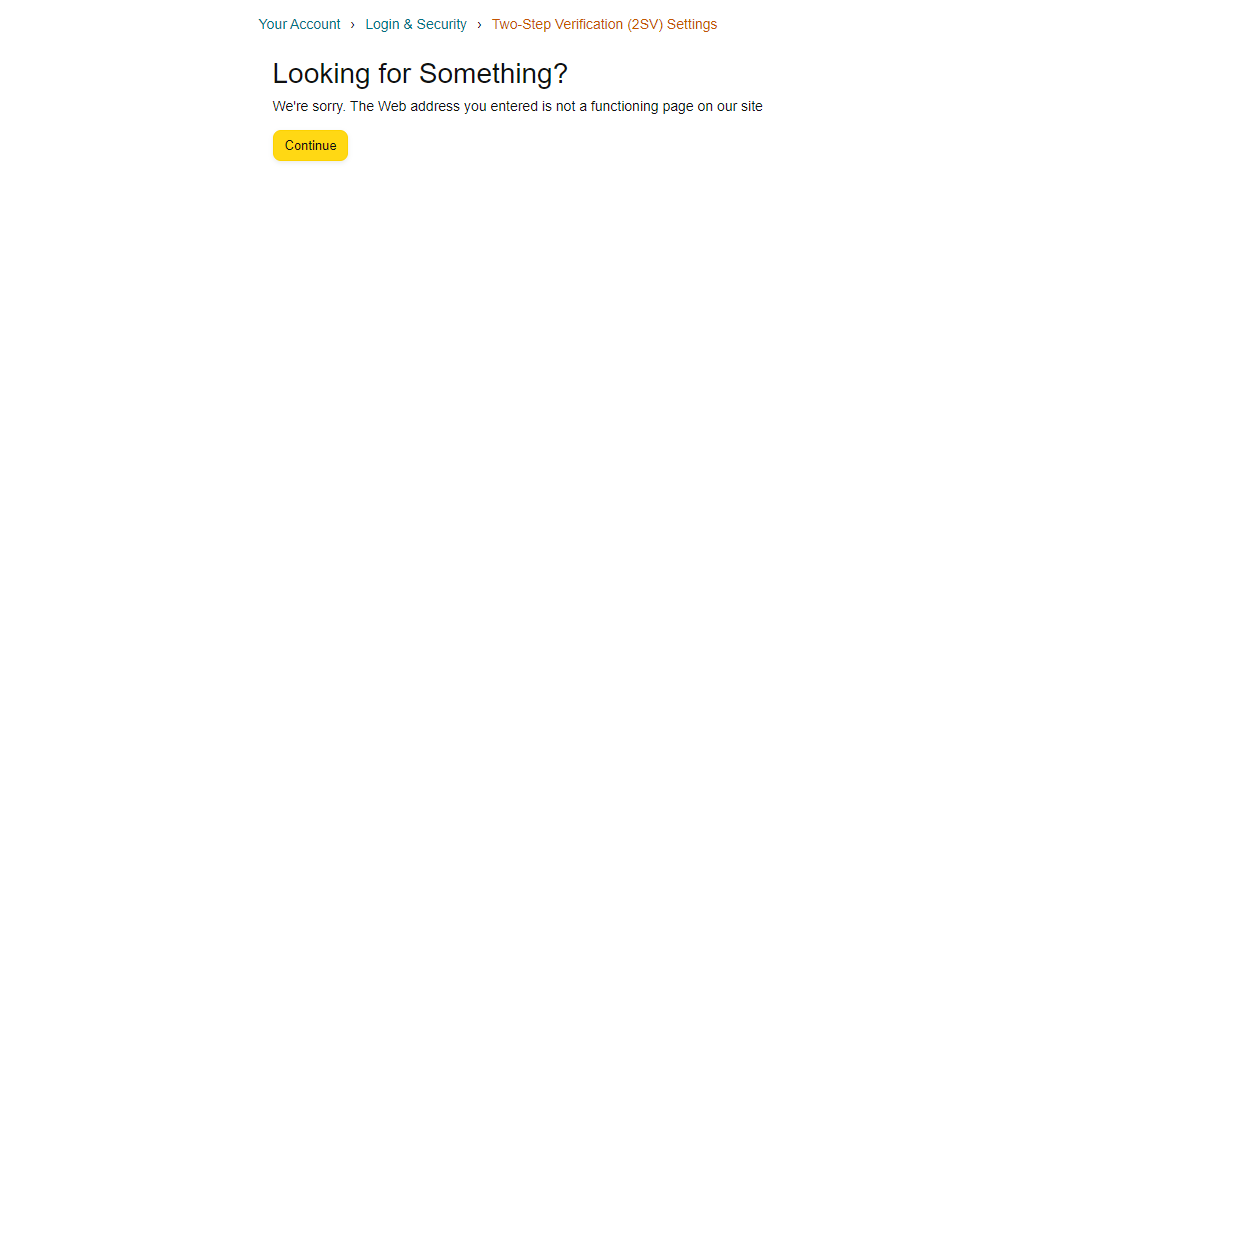 Your Account › Login & Security › Two-Step Verification (2SV) Settings
Looking for Something?
We're sorry. The Web address you entered is not a functioning page on our site
Continue